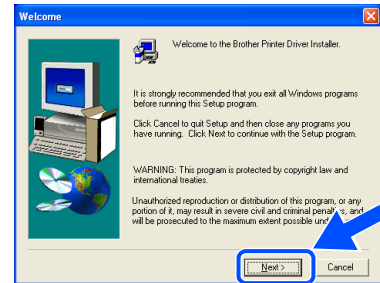 Welcome
Welcome to the Brother Printer Driver Installer.
It is strongly recommended that you exit all Windows programs
before running this Setup program.
Click Cancel to quit Setup and then close any programs you
have running. Click Next to continue with the Setup program.
WARNING: This program is protected by copyright law and
international treaties.
Unauthorized reproduction or distribution of this program, or any
portion of it, may result in severe civil and criminal penalties, and
will be prosecuted to the maximum extent possible
Next >
Cancel